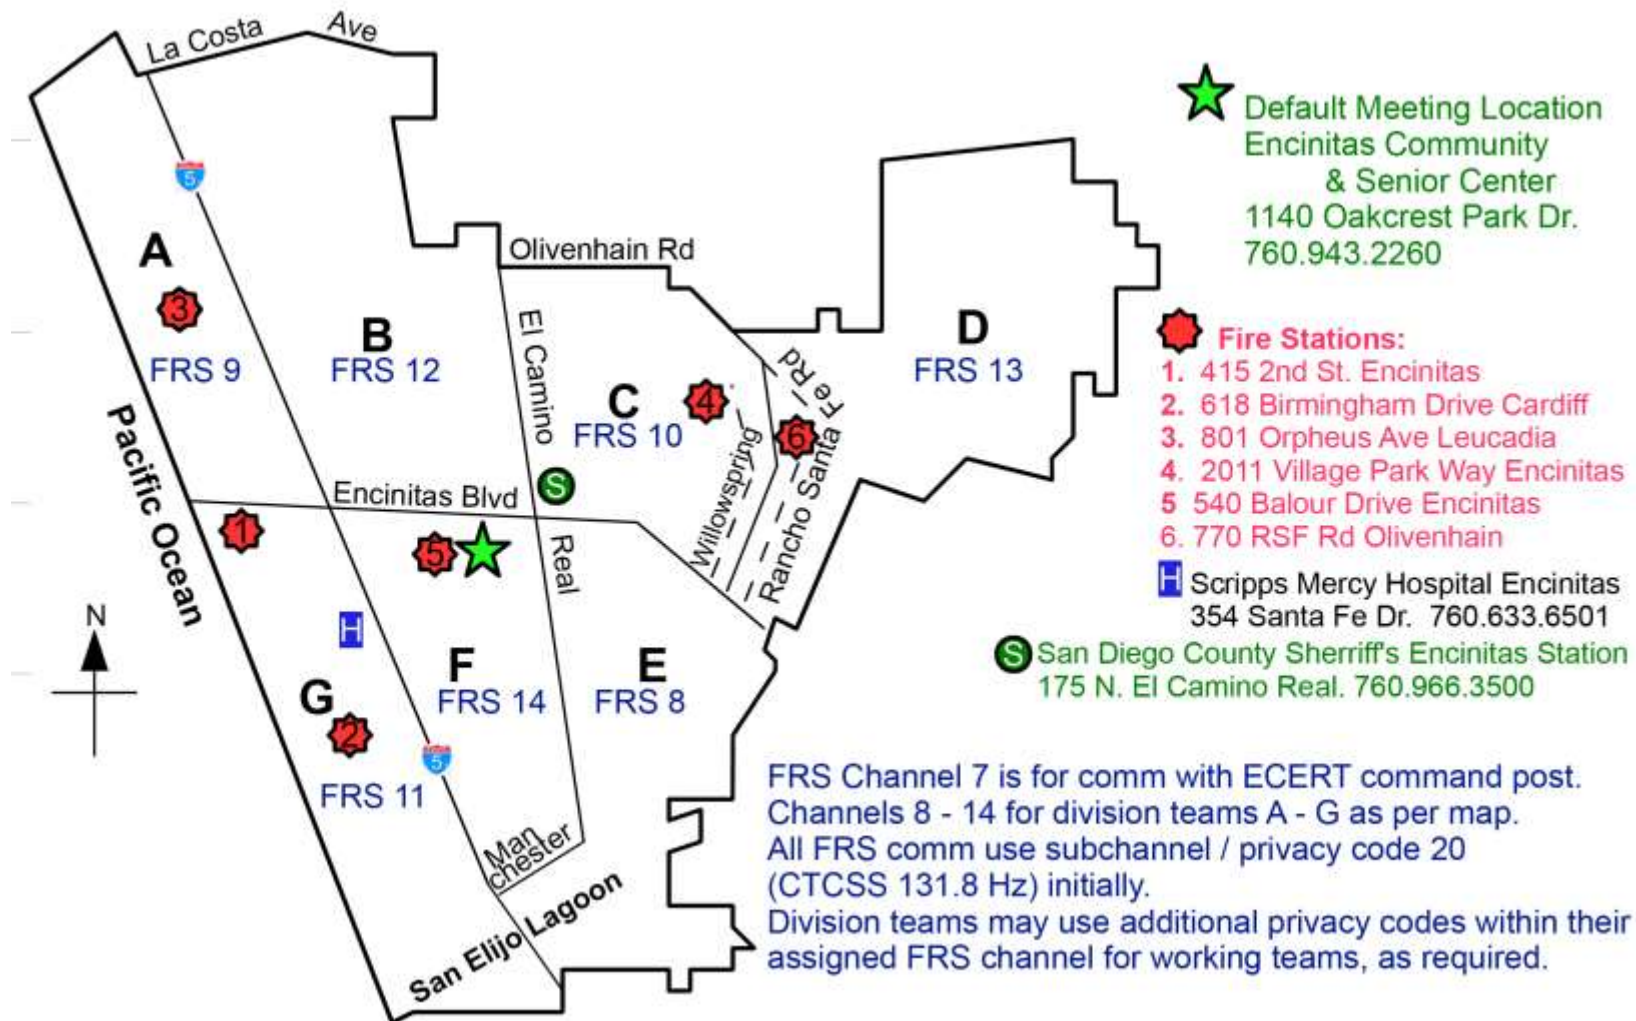 La Costa Ave
5
A
3
FRS 9
B
FRS 12
Olivenhain Rd
El Camino
Real
C
FRS 10
4
D
FRS 13
Rancho Santa Fe Rd
6
Willowspring
S
Encinitas Blvd
Pacific Ocean
1
5
N
H
F
FRS 14
E
FRS 8
G
2
FRS 11
5
Man
chester
San Elijo Lagoon
Default Meeting Location
Encinitas Community
& Senior Center
1140 Oakcrest Park Dr.
760.943.2260
Fire Stations:
1. 415 2nd St. Encinitas
2. 618 Birmingham Drive Cardiff
3. 801 Orpheus Ave Leucadia
4. 2011 Village Park Way Encinitas
5 540 Balour Drive Encinitas
6. 770 RSF Rd Olivenhain
H Scripps Mercy Hospital Encinitas
354 Santa Fe Dr. 760.633.6501
S San Diego County Sherriff's Encinitas Station
175 N. El Camino Real. 760.966.3500
FRS Channel 7 is for comm with ECERT command post.
Channels 8 - 14 for division teams A - G as per map.
All FRS comm use subchannel / privacy code 20
(CTCSS 131.8 Hz) initially.
Division teams may use additional privacy codes within their
assigned FRS channel for working teams, as required.